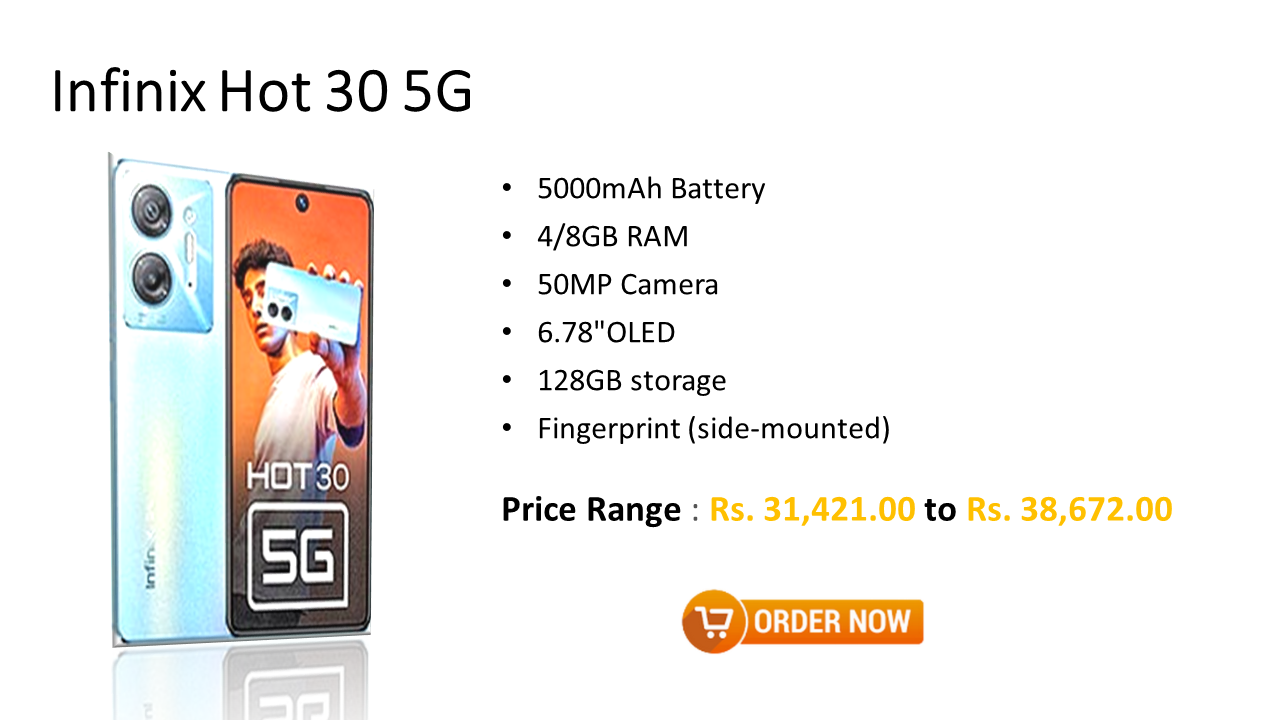 Infinix Hot 30 5G
• 5000mAh Battery
• 4/8GB RAM
• 50MP Camera
• 6.78"OLED
• 128GB storage
• Fingerprint (side-mounted)
Price Range : Rs. 31,421.00 to Rs. 38,672.00
ORDER NOW
Infinix
HOT 30
5G